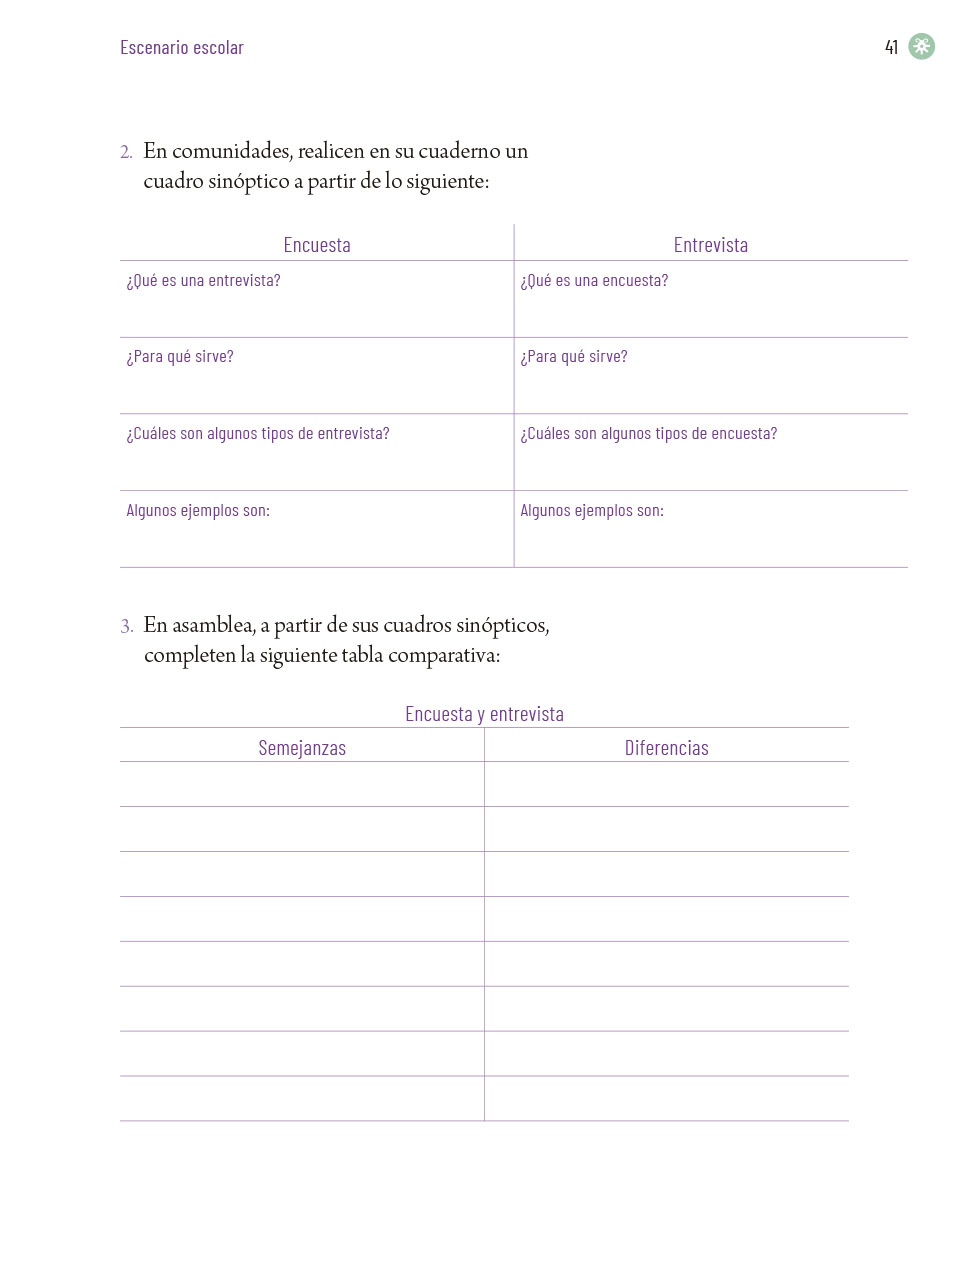 Escenario escolar
41
2. En comunidades, realicen en su cuaderno un
cuadro sinóptico a partir de lo siguiente:
Encuesta Entrevista
¿Qué es una entrevista? ¿Qué es una encuesta?
¿Para qué sirve? ¿Para qué sirve?
¿Cuáles son algunos tipos de entrevista? ¿Cuáles son algunos tipos de encuesta?
Algunos ejemplos son: Algunos ejemplos son:
3. En asamblea, a partir de sus cuadros sinópticos,
completen la siguiente tabla comparativa:
Encuesta y entrevista
Semejanzas Diferencias